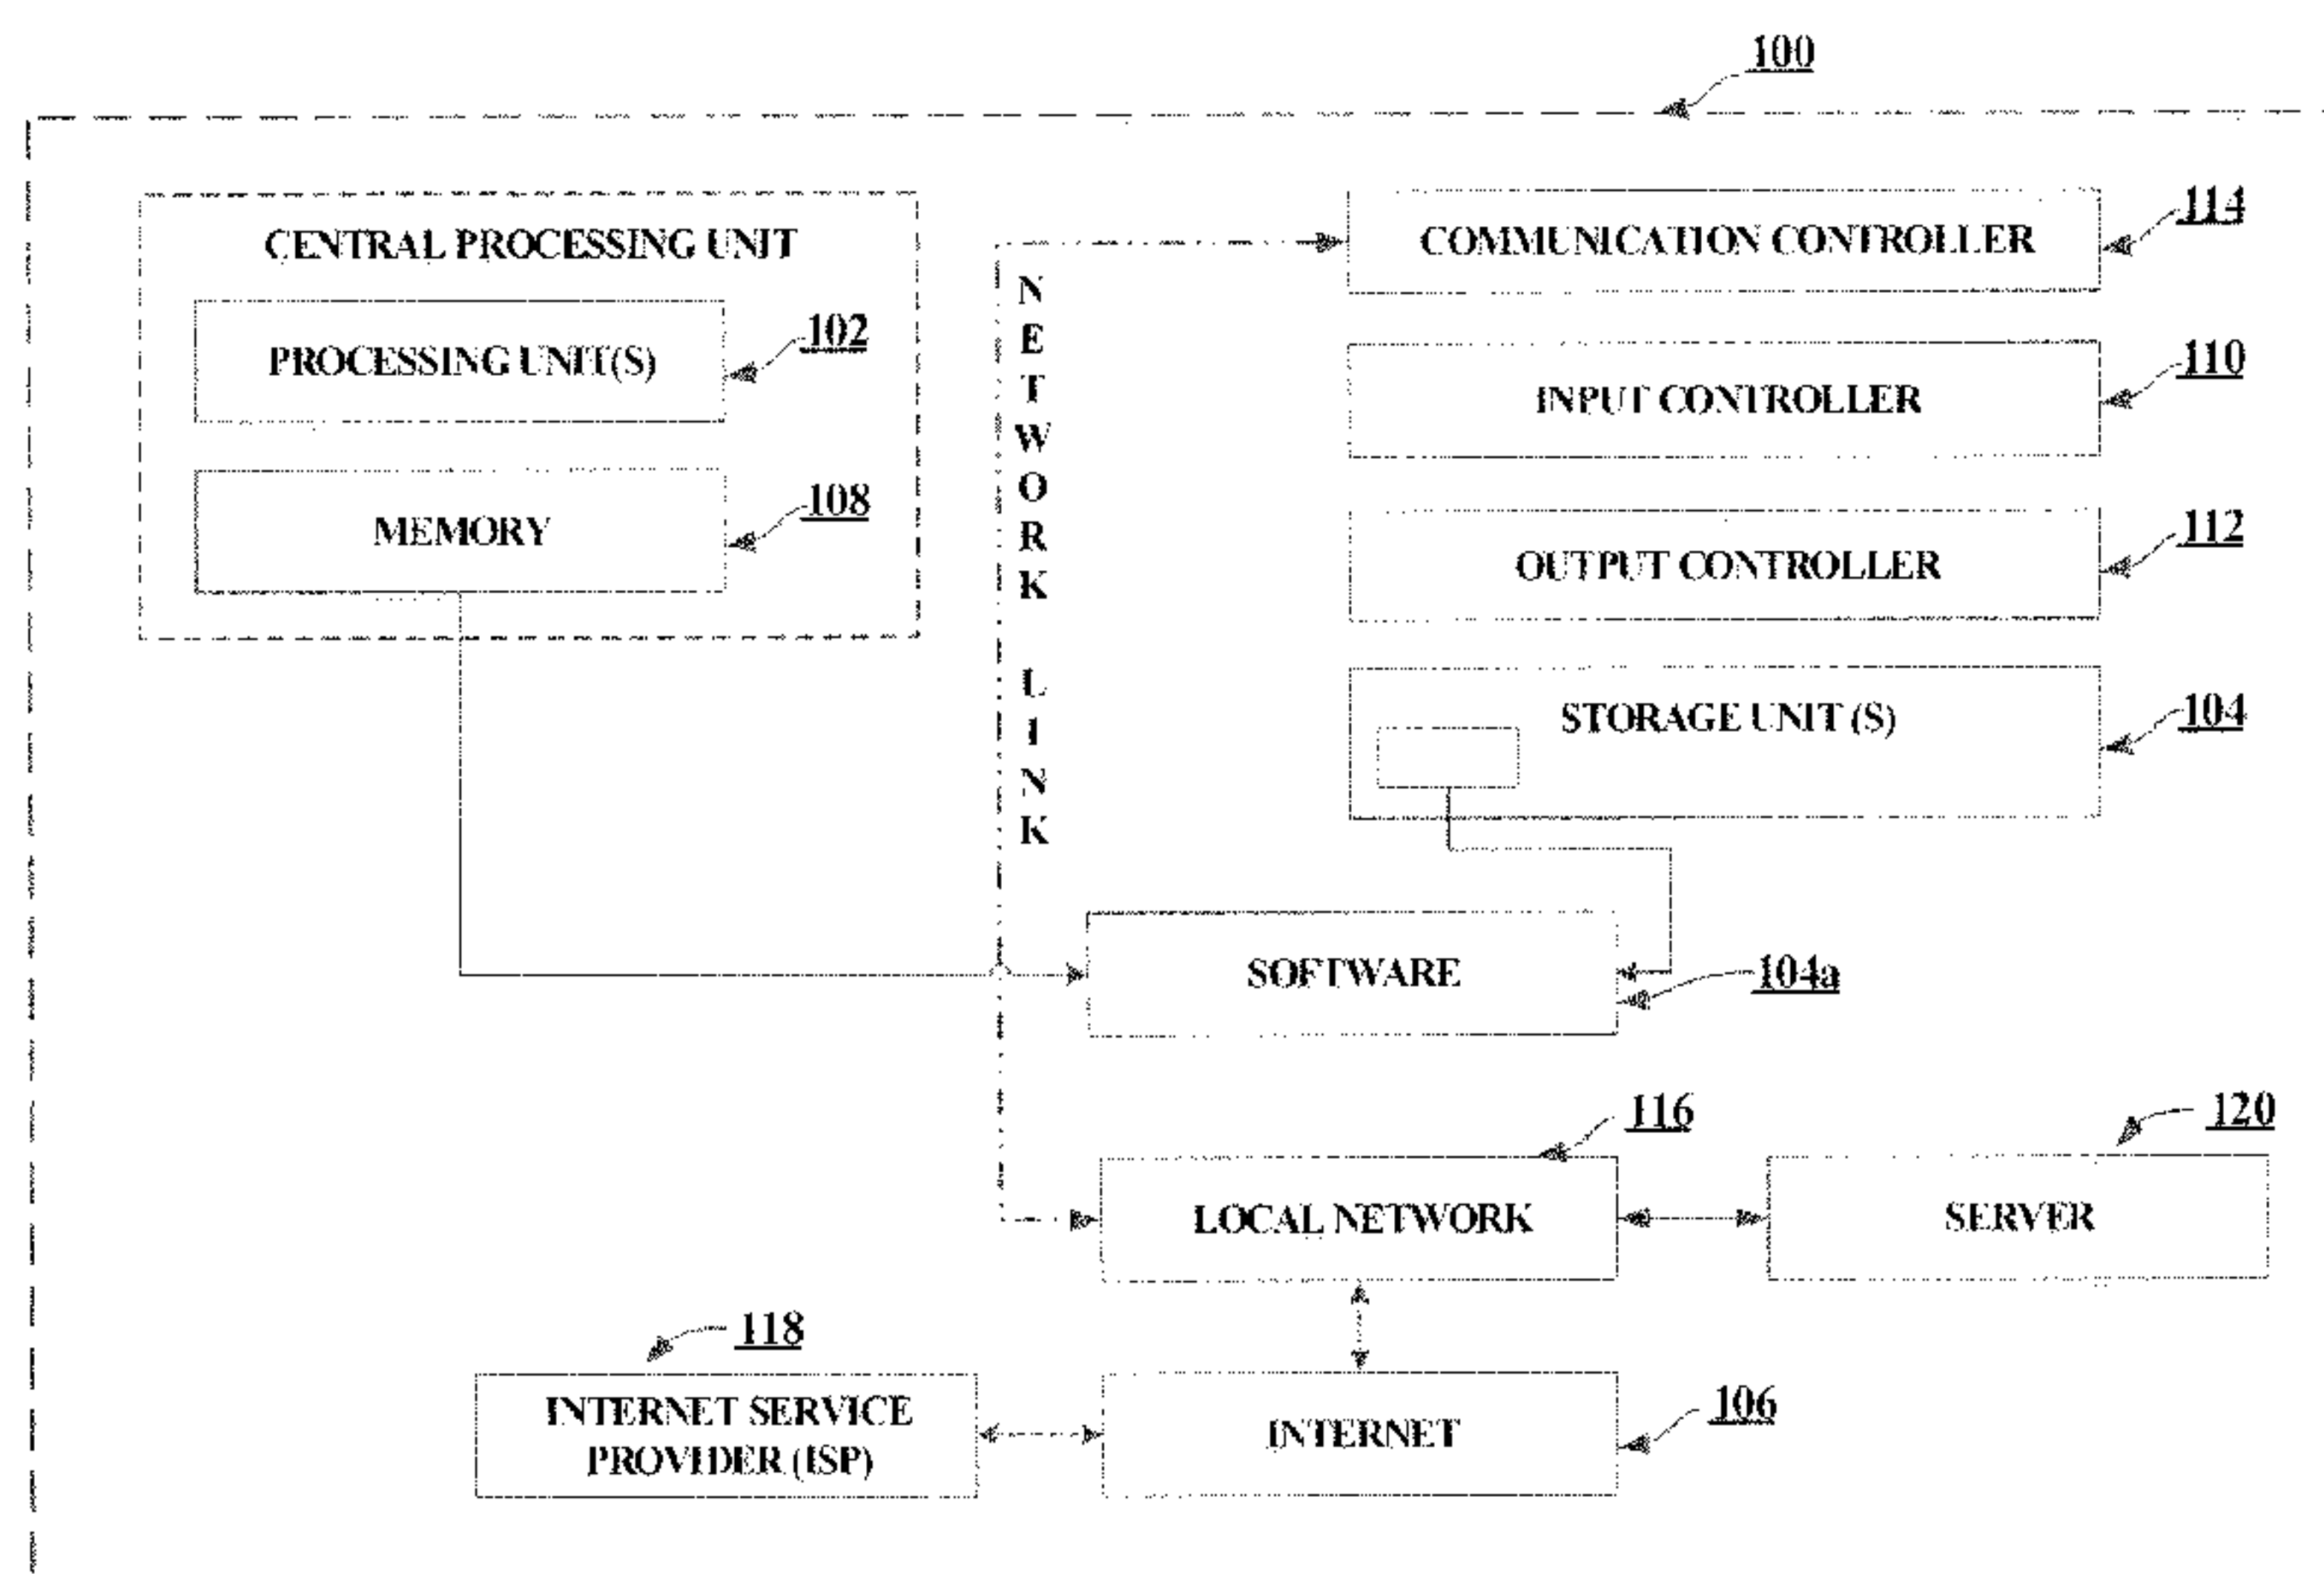 100
CENTRAL PROCESSING UNIT
PROCESSING UNIT(S)
102
MEMORY
108
NETWORK LINK
COMMUNICATION CONTROLLER
114
INPUT CONTROLLER
110
OUTPUT CONTROLLER
112
STORAGE UNIT (S)
104
SOFTWARE
104a
116
LOCAL NETWORK
120
SERVER
118
INTERNET SERVICE
PROVIDER (ISP)
INTERNET
106